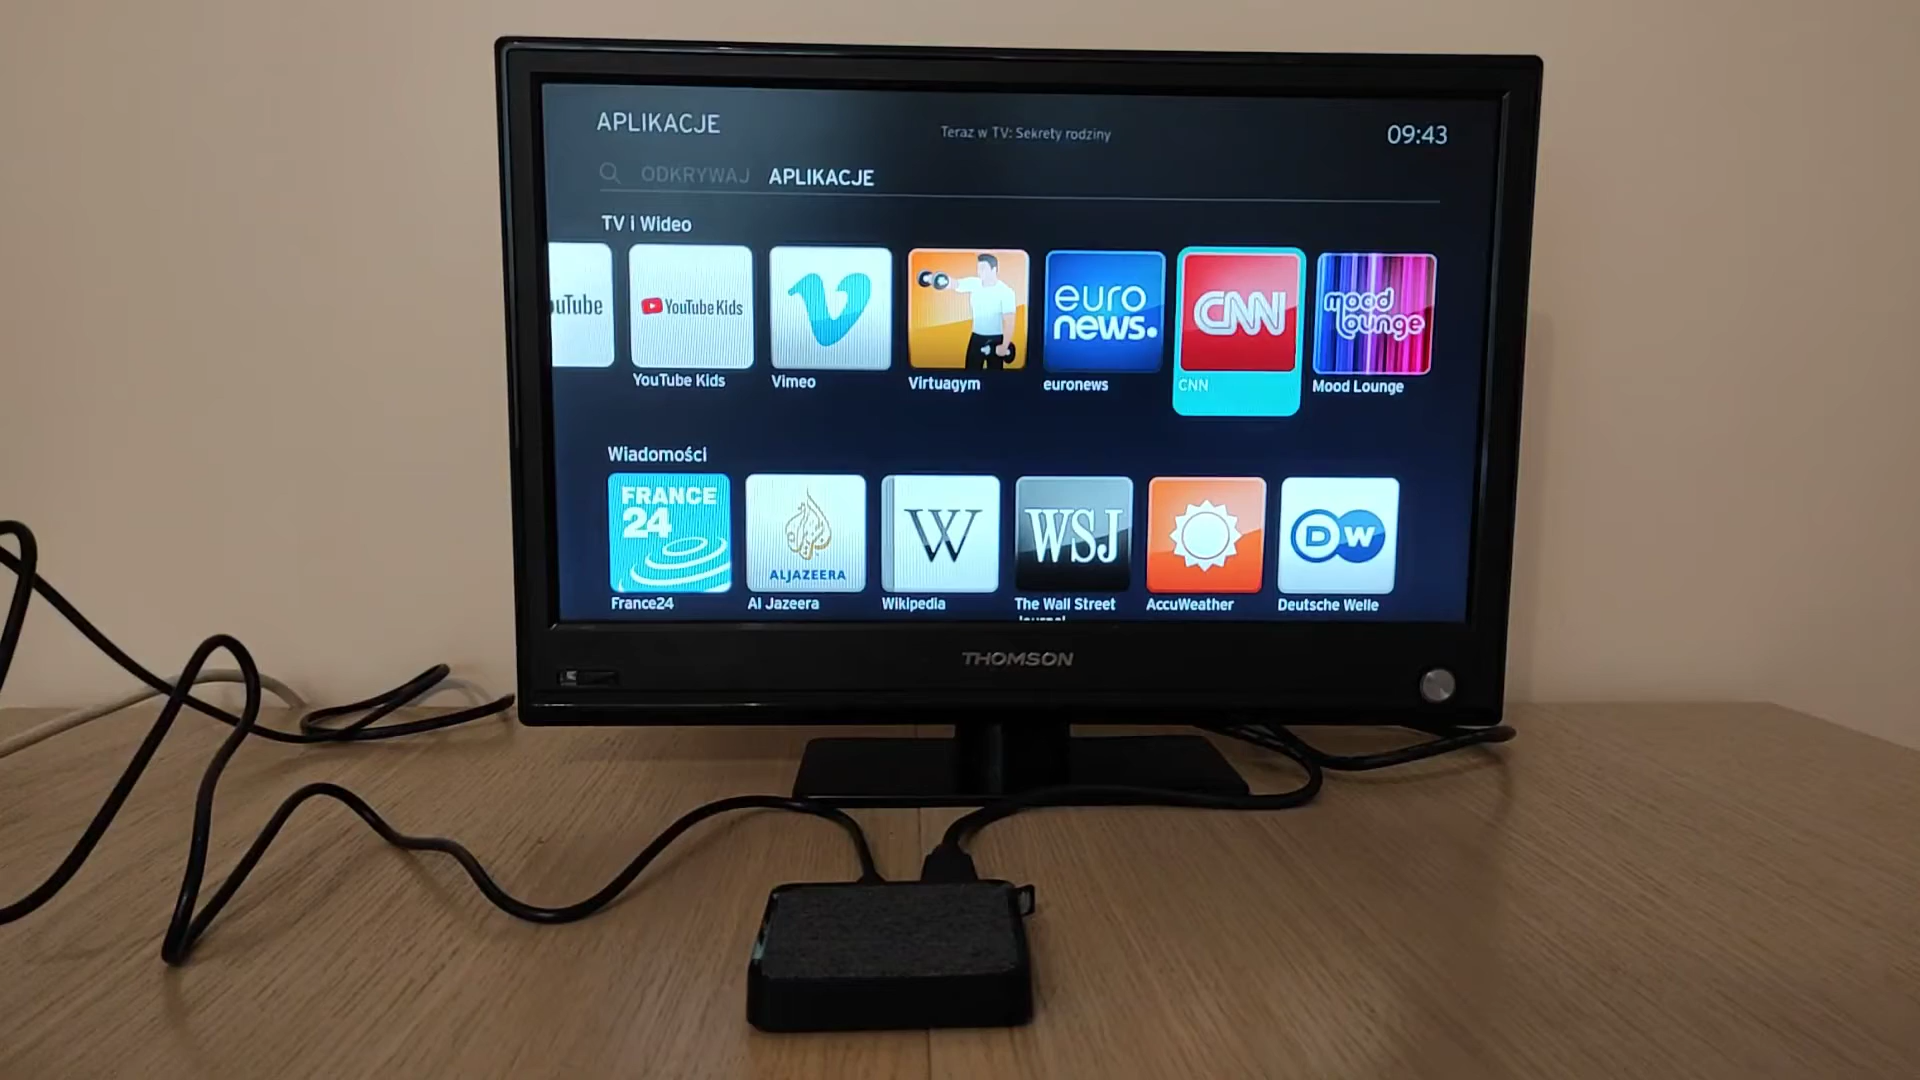 APLIKACJE
Teraz w TV: Sekrety rodziny
09:43
ODKRYWAJ APLIKACJE
TV i Wideo
uTube
YouTube Kids
euro
news.
CNN
mood
lounge
YouTube Kids
Vimeo
Virtuagym
euronews
CNN
Mood Lounge
Wiadomości
FRANCE
24
ALJAZEERA
W
WSJ
DW
France24
Al Jazeera
Wikipedia
The Wall Street
Journal
AccuWeather
Deutsche Welle
THOMSON